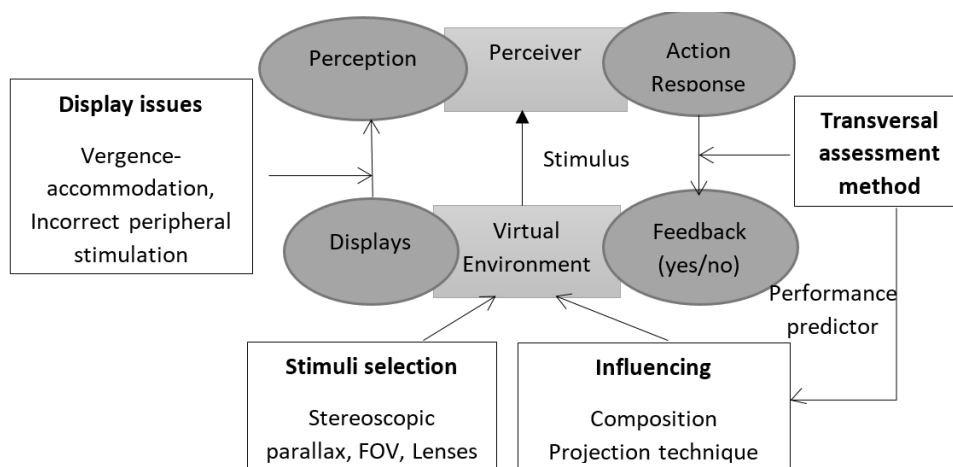 Perception
Perceiver
Action
Response
Display issues
Vergence-
accommodation,
Incorrect peripheral
stimulation
Stimulus
Transversal
assessment
method
Displays
Virtual
Environment
Feedback
(yes/no)
Performance
predictor
Stimuli selection
Stereoscopic
parallax, FOV, Lenses
Influencing
Composition
Projection technique